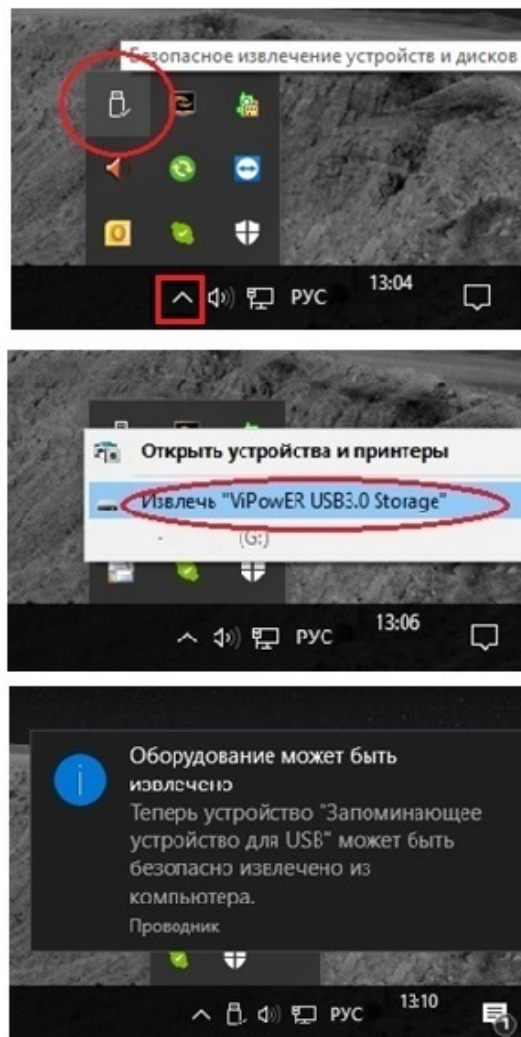 Безопасное извлечение устройств и дисков
РУС
13:04
Открыть устройства и принтеры
Извлечь "ViPowER USB3.0 Storage"
- (G:)
РУС
13:06
Оборудование может быть
извлечено
Теперь устройство "Запоминающее
устройство для USB" может быть
безопасно извлечено из
компьютера.
Проводник
РУС
13:10
1